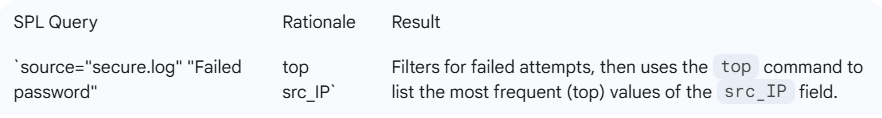 SPL Query Rationale Result
`source="secure.log" "Failed top Filters for failed attempts, then uses the top command to
password" src_IP` list the most frequent (top) values of the src_IP field.